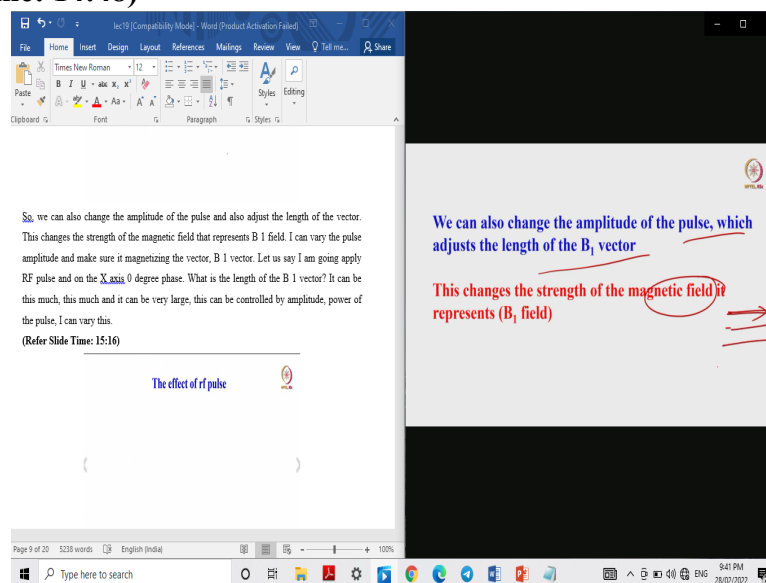 lec19 [Compatibility Mode] - Word (Product Activation Failed)
File Home Insert Design Layout References Mailings Review View Tell me... Share
Times New Roman 12
Paste
B I U abc x₂ x²
A Aa A A
Styles Editing
Clipboard Font Paragraph Styles
So, we can also change the amplitude of the pulse and also adjust the length of the vector.
This changes the strength of the magnetic field that represents B 1 field. I can vary the pulse
amplitude and make sure it magnetizing the vector, B 1 vector. Let us say I am going apply
RF pulse and on the X axis 0 degree phase. What is the length of the B 1 vector? It can be
this much, this much and it can be very large, this can be controlled by amplitude, power of
the pulse, I can vary this.
(Refer Slide Time: 15:16)
The effect of rf pulse
Page 9 of 20 5238 words English (India) 100%
We can also change the amplitude of the pulse, which
adjusts the length of the B₁ vector
This changes the strength of the magnetic field it
represents (B₁ field)
Type here to search
ENG
9:41 PM
28/02/2022